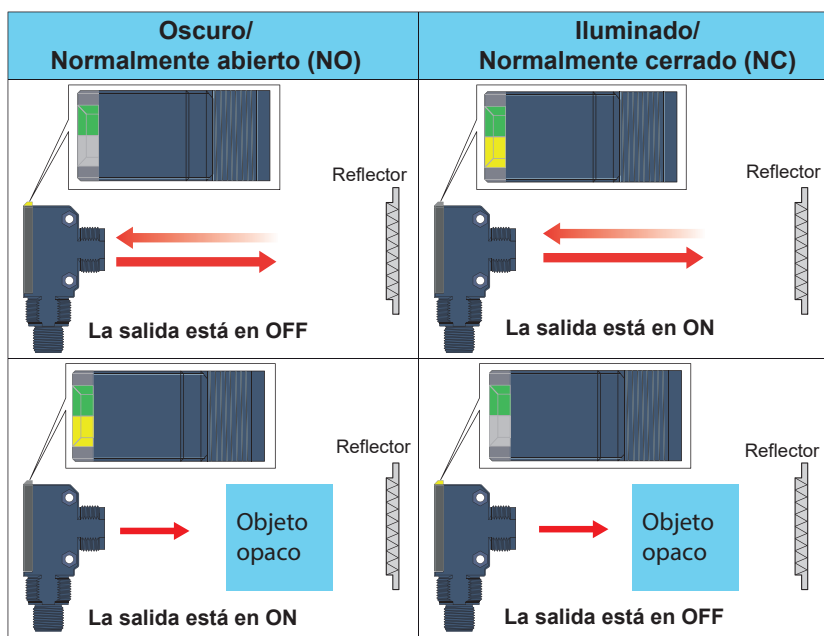 Oscuro/
Normalmente abierto (NO)
Iluminado/
Normalmente cerrado (NC)
Reflector
La salida está en OFF
Reflector
La salida está en ON
Reflector
Objeto
opaco
La salida está en ON
Reflector
Objeto
opaco
La salida está en OFF